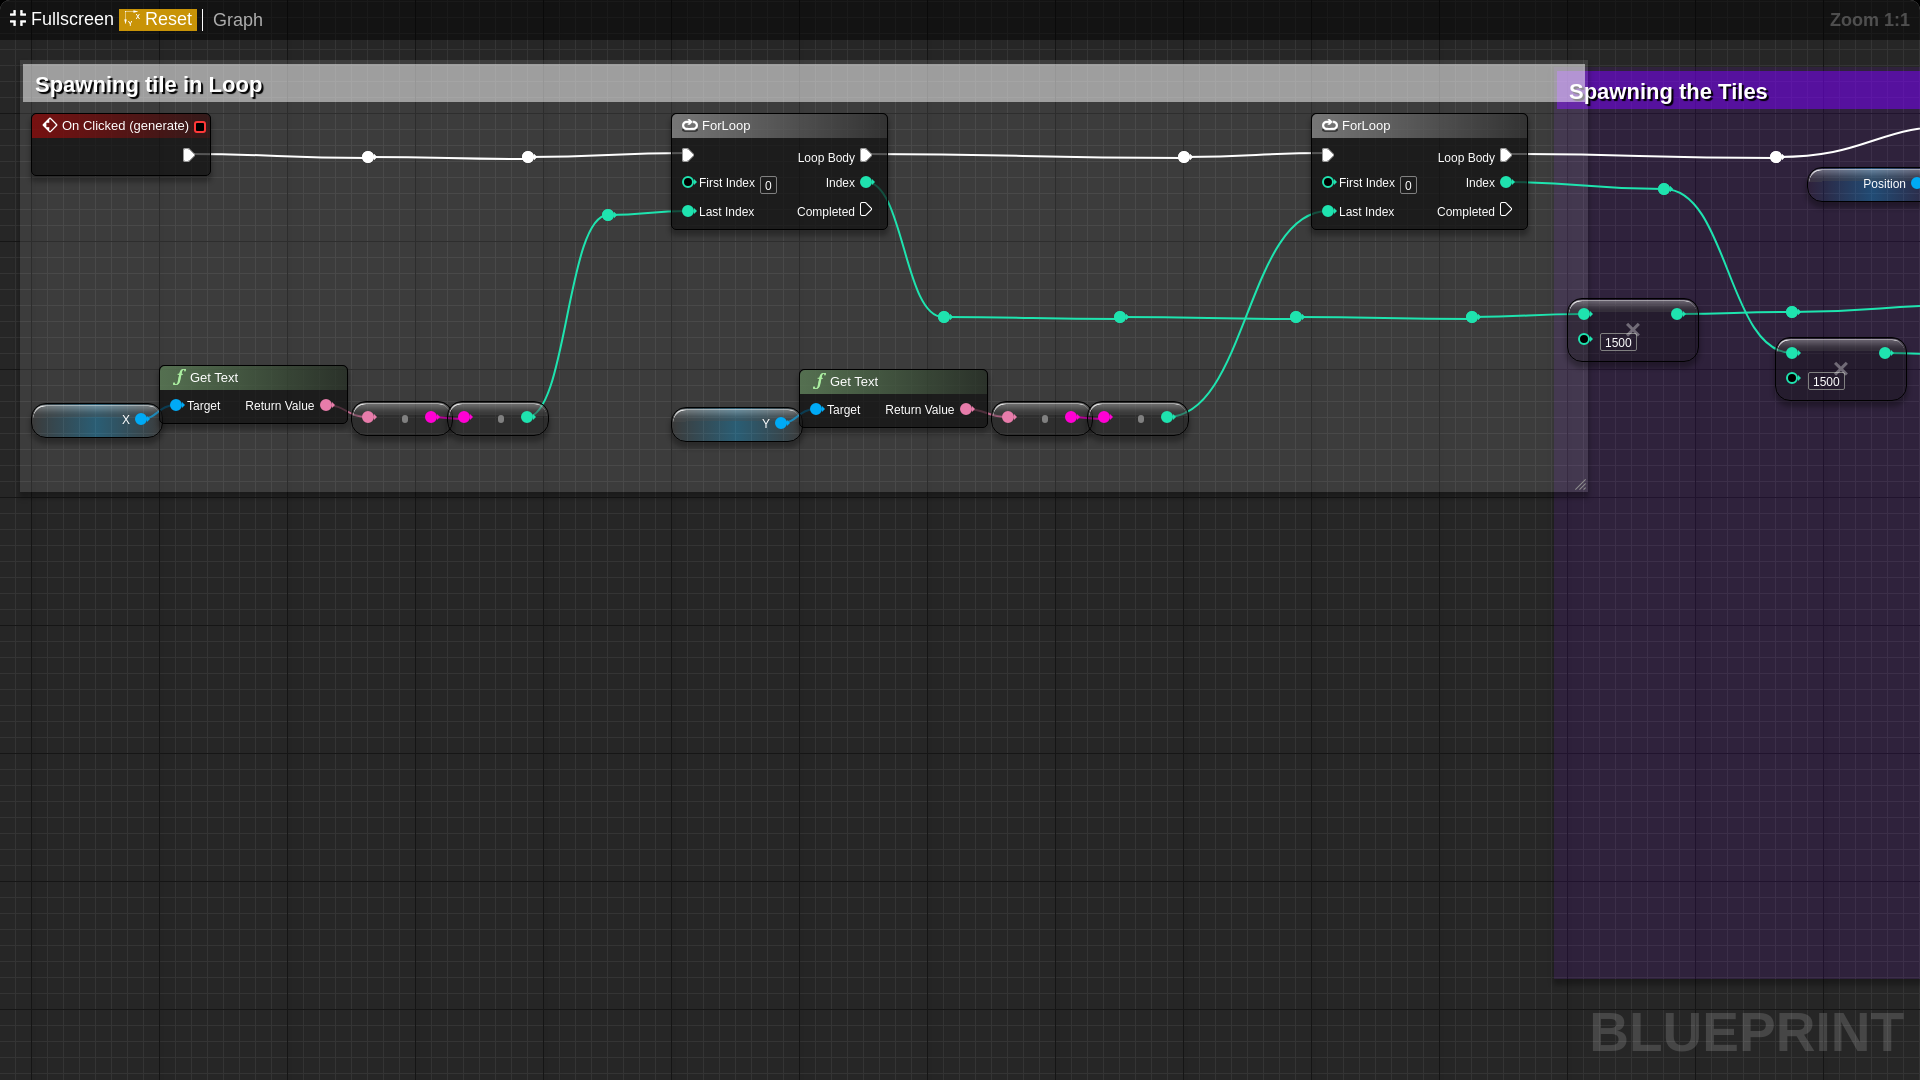 Fullscreen Reset Graph Zoom 1:1
Spawning tile in Loop
Spawning the Tiles
On Clicked (generate)
ForLoop
Loop Body
First Index 0 Index
Last Index Completed
ForLoop
Loop Body
First Index 0 Index
Last Index Completed
Position
1500
1500
Get Text
Target Return Value
X
Get Text
Target Return Value
Y
BLUEPRINT